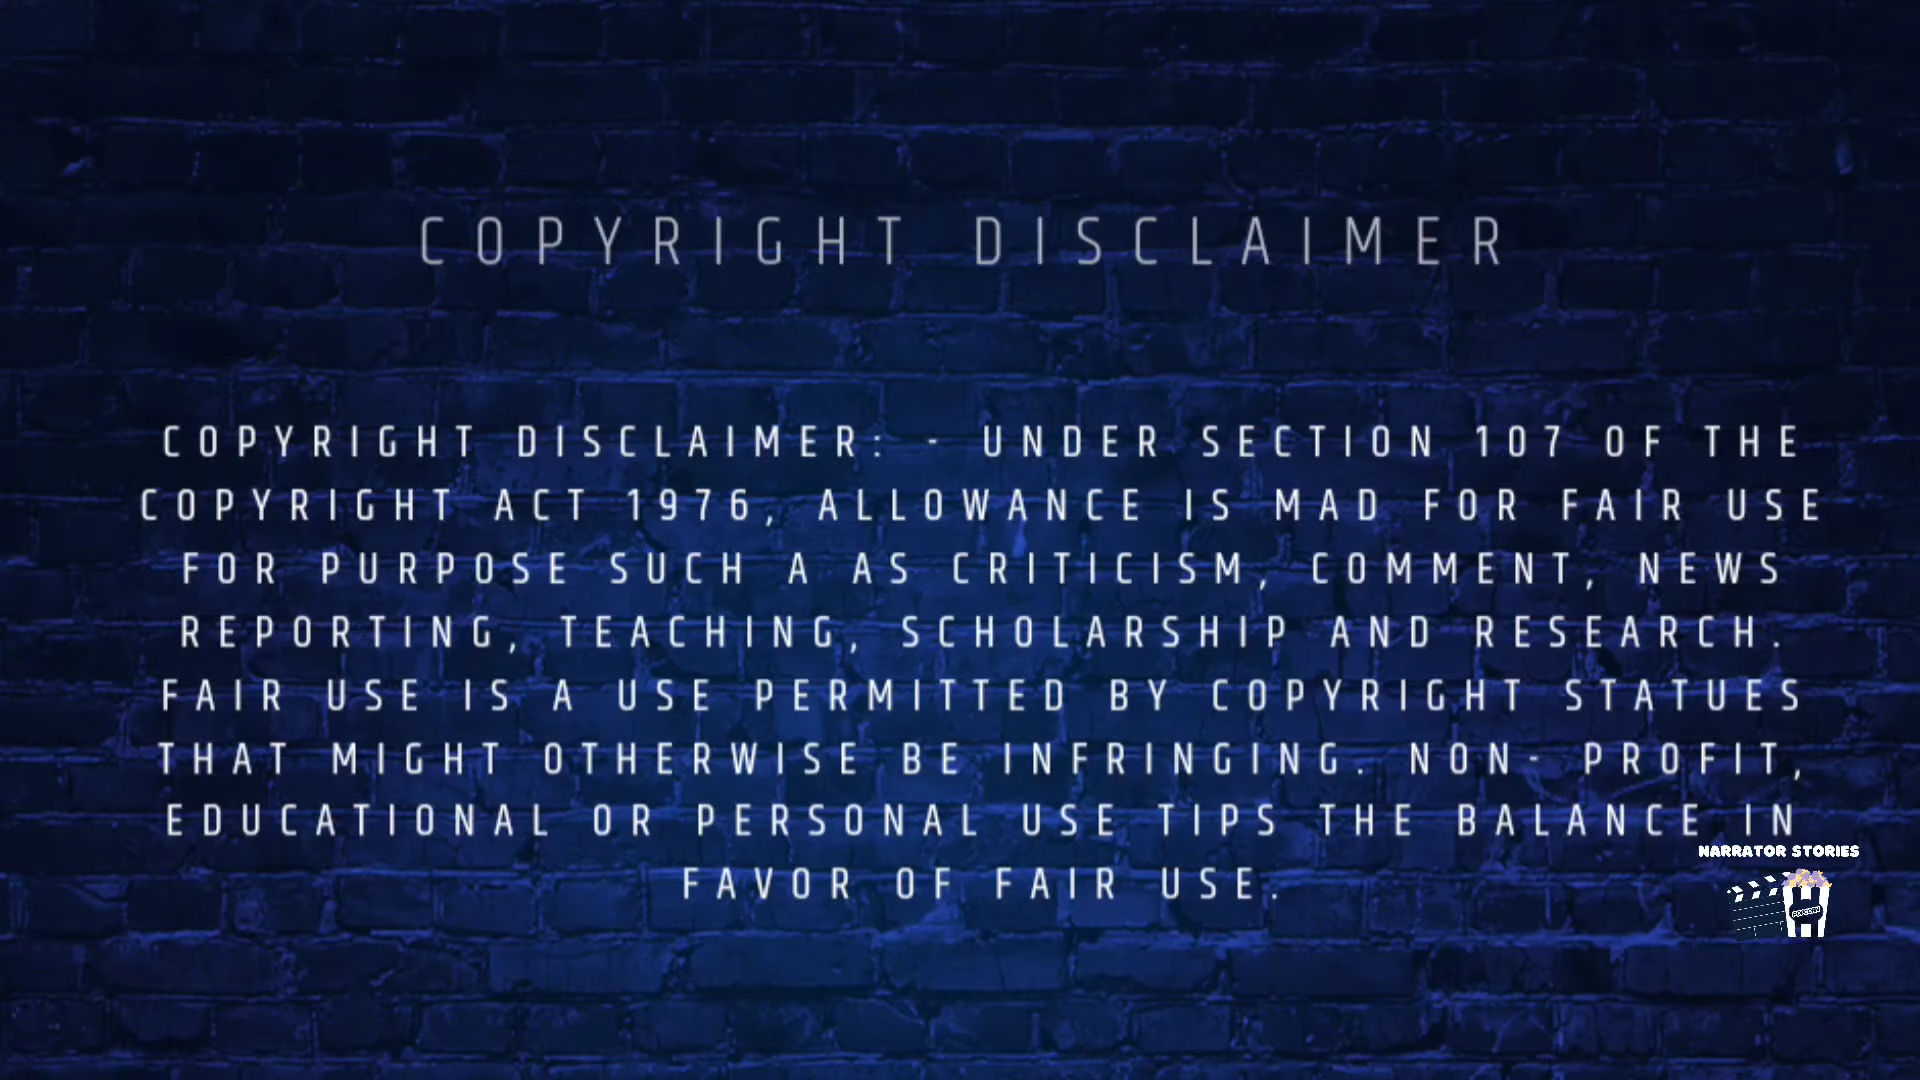 COPYRIGHT DISCLAIMER
COPYRIGHT DISCLAIMER: - UNDER SECTION 107 OF THE
COPYRIGHT ACT 1976, ALLOWANCE IS MAD FOR FAIR USE
FOR PURPOSE SUCH A AS CRITICISM, COMMENT, NEWS
REPORTING, TEACHING, SCHOLARSHIP AND RESEARCH.
FAIR USE IS A USE PERMITTED BY COPYRIGHT STATUES
THAT MIGHT OTHERWISE BE INFRINGING. NON- PROFIT,
EDUCATIONAL OR PERSONAL USE TIPS THE BALANCE IN
FAVOR OF FAIR USE.
NARRATOR STORIES
POPCORN